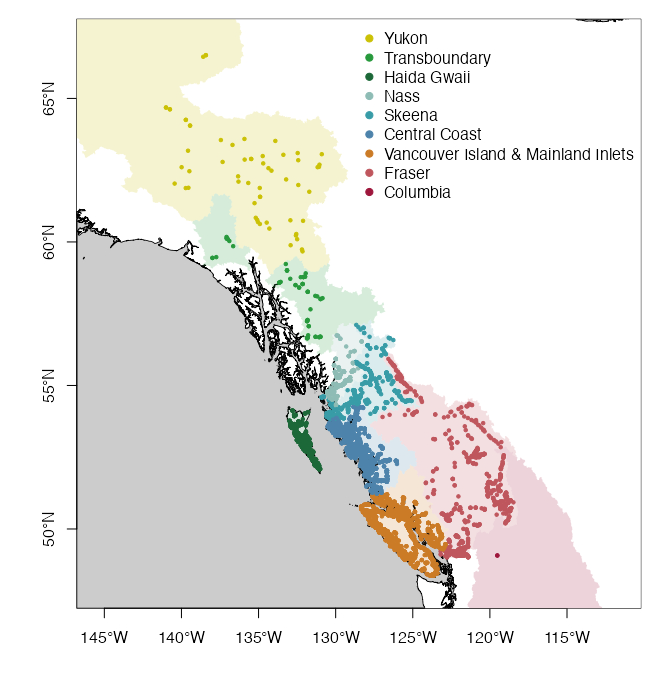 Yukon
Transboundary
Haida Gwaii
Nass
Skeena
Central Coast
Vancouver Island & Mainland Inlets
Fraser
Columbia
65°N
60°N
55°N
50°N
145°W 140°W 135°W 130°W 125°W 120°W 115°W